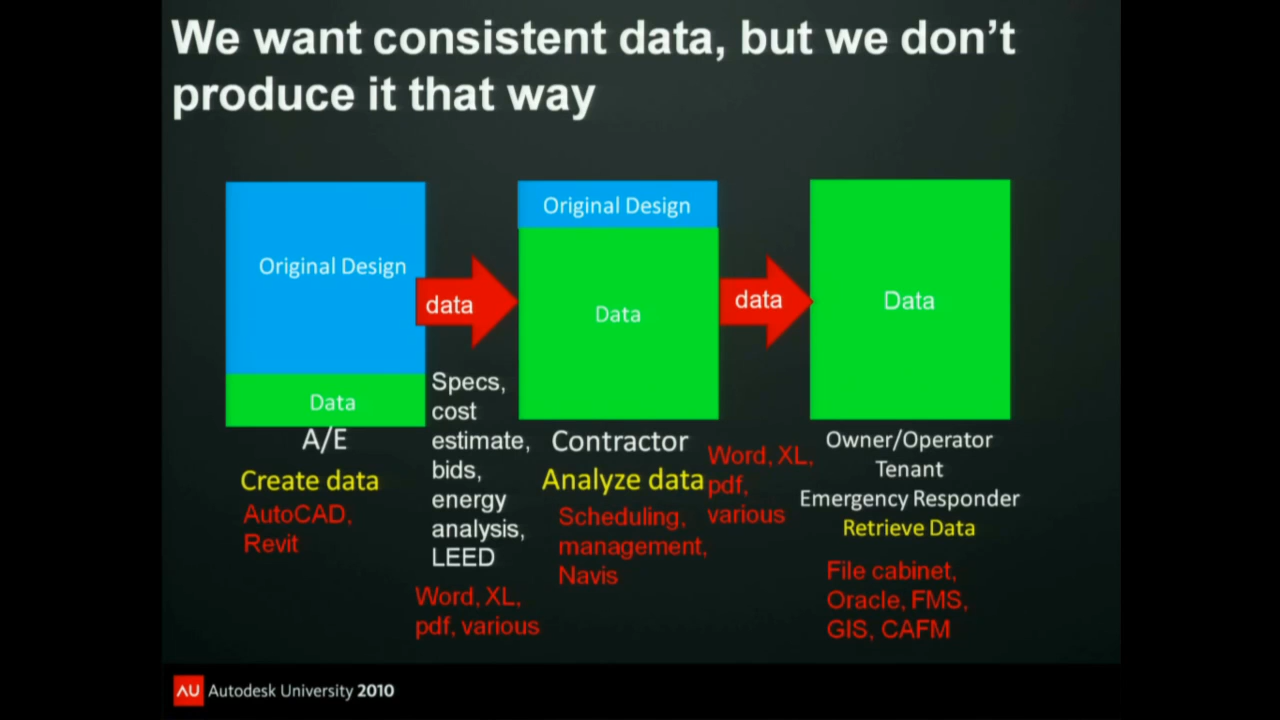 We want consistent data, but we don't
produce it that way
Original Design
Data
A/E
Create data
AutoCAD,
Revit
data
Specs,
cost
estimate,
bids,
energy
analysis,
LEED
Word, XL,
pdf, various
Original Design
Data
Contractor
Analyze data
Scheduling,
management,
Navis
data
Word, XL,
pdf,
various
Data
Owner/Operator
Tenant
Emergency Responder
Retrieve Data
File cabinet,
Oracle, FMS,
GIS, CAFM
AU Autodesk University 2010